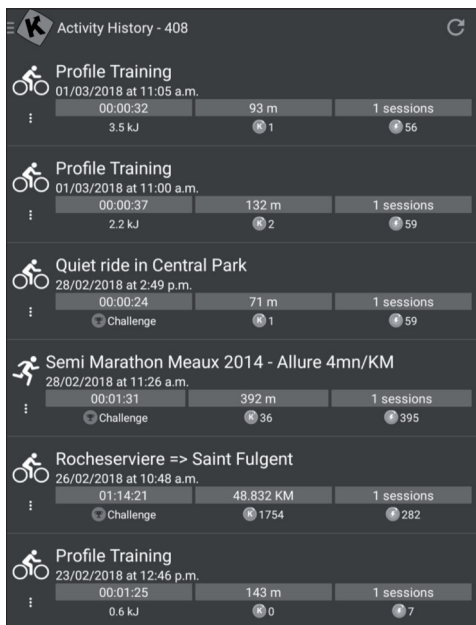 Activity History - 408
Profile Training
01/03/2018 at 11:05 a.m.
00:00:32 93 m 1 sessions
3.5 kJ K 1 56
Profile Training
01/03/2018 at 11:00 a.m.
00:00:37 132 m 1 sessions
2.2 kJ K 2 59
Quiet ride in Central Park
28/02/2018 at 2:49 p.m.
00:00:24 71 m 1 sessions
Challenge K 1 59
Semi Marathon Meaux 2014 - Allure 4mn/KM
28/02/2018 at 11:26 a.m.
00:01:31 392 m 1 sessions
Challenge K 36 395
Rocheserviere => Saint Fulgent
26/02/2018 at 10:48 a.m.
01:14:21 48.832 KM 1 sessions
Challenge K 1754 282
Profile Training
23/02/2018 at 12:46 p.m.
00:01:25 143 m 1 sessions
0.6 kJ K 0 7